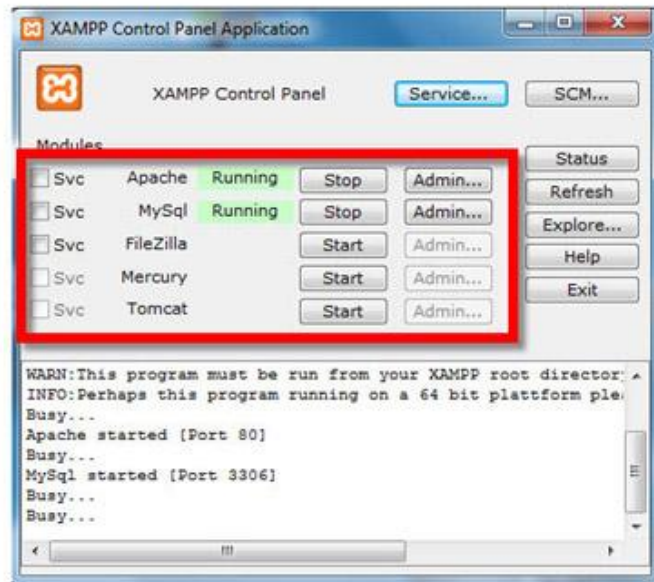 XAMPP Control Panel Application
XAMPP Control Panel Service... SCM...
Modules
Status
Svc Apache Running Stop Admin...
Refresh
Svc MySql Running Stop Admin...
Explore...
Svc FileZilla Start Admin...
Help
Svc Mercury Start Admin...
Exit
Svc Tomcat Start Admin...
WARN:This program must be run from your XAMPP root director
INFO:Perhaps this program running on a 64 bit plattform ple
Busy...
Apache started [Port 80]
Busy...
MySql started [Port 3306]
Busy...
Busy...